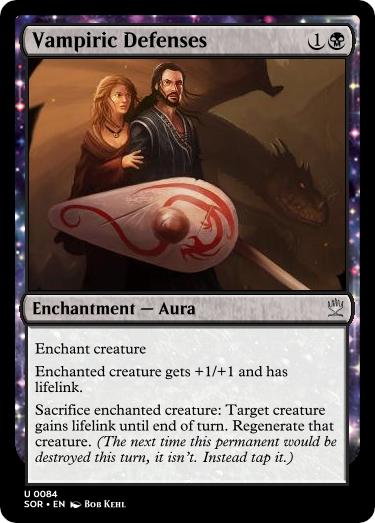 Vampiric Defenses 1
Enchantment — Aura
Enchant creature
Enchanted creature gets +1/+1 and has
lifelink.
Sacrifice enchanted creature: Target creature
gains lifelink until end of turn. Regenerate that
creature. (The next time this permanent would be
destroyed this turn, it isn't. Instead tap it.)
U 0084
SOR • EN Bob Kehl